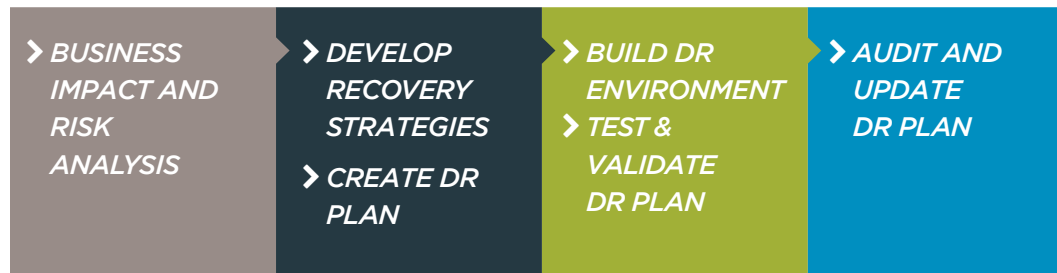 BUSINESS
IMPACT AND
RISK
ANALYSIS
DEVELOP
RECOVERY
STRATEGIES
CREATE DR
PLAN
BUILD DR
ENVIRONMENT
TEST &
VALIDATE
DR PLAN
AUDIT AND
UPDATE
DR PLAN